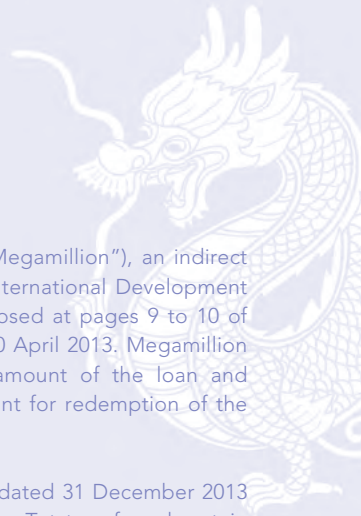 Megamillion”), an indirect
ternational Development
osed at pages 9 to 10 of
0 April 2013. Megamillion
amount of the loan and
nt for redemption of the
dated 31 December 2013